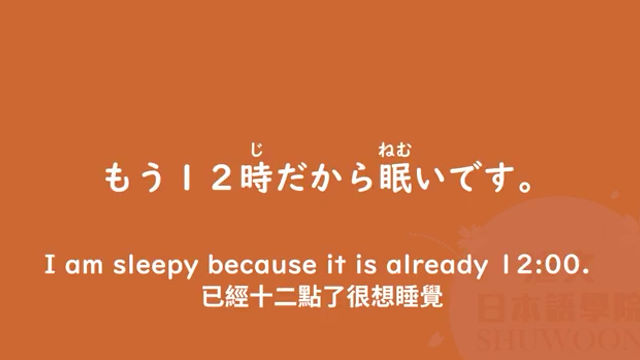 じ ねむ
もう１２時だから眠いです。
I am sleepy because it is already 12:00.
已經十二點了很想睡覺
日本語學院
SHUWOON